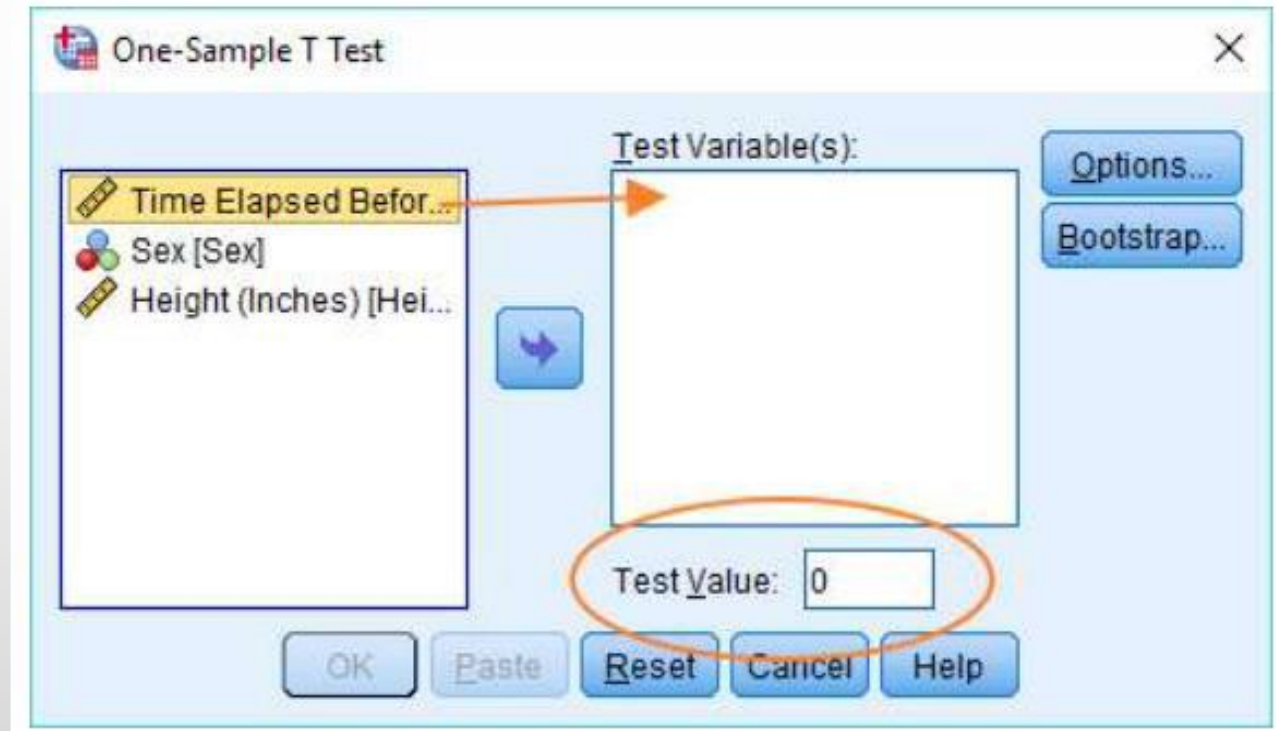 One-Sample T Test
Test Variable(s):
Time Elapsed Befor...
Sex [Sex]
Height (Inches) [Hei...
Options...
Bootstrap...
Test Value: 0
OK Paste Reset Cancel Help